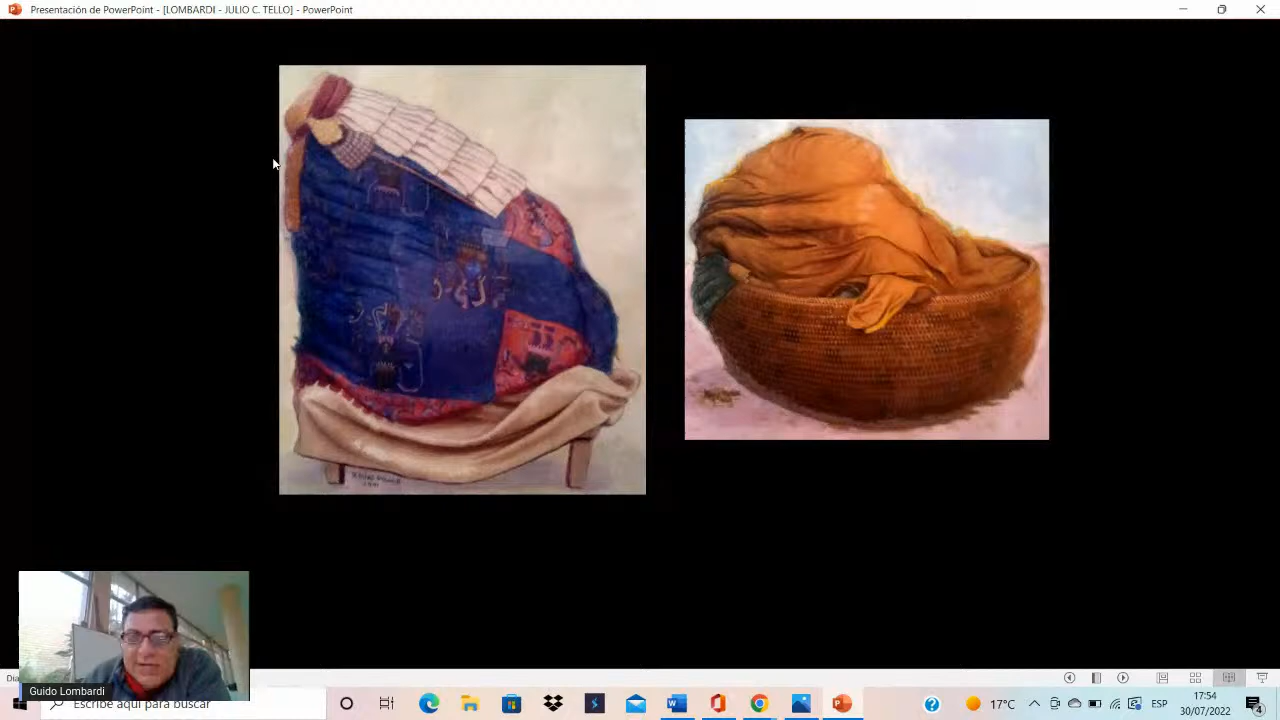 Presentación de PowerPoint - [LOMBARDI - JULIO C. TELLO] - PowerPoint
Guido Lombardi
Escribe aquí para buscar
17°C
ESP
17:54
30/07/2022
4